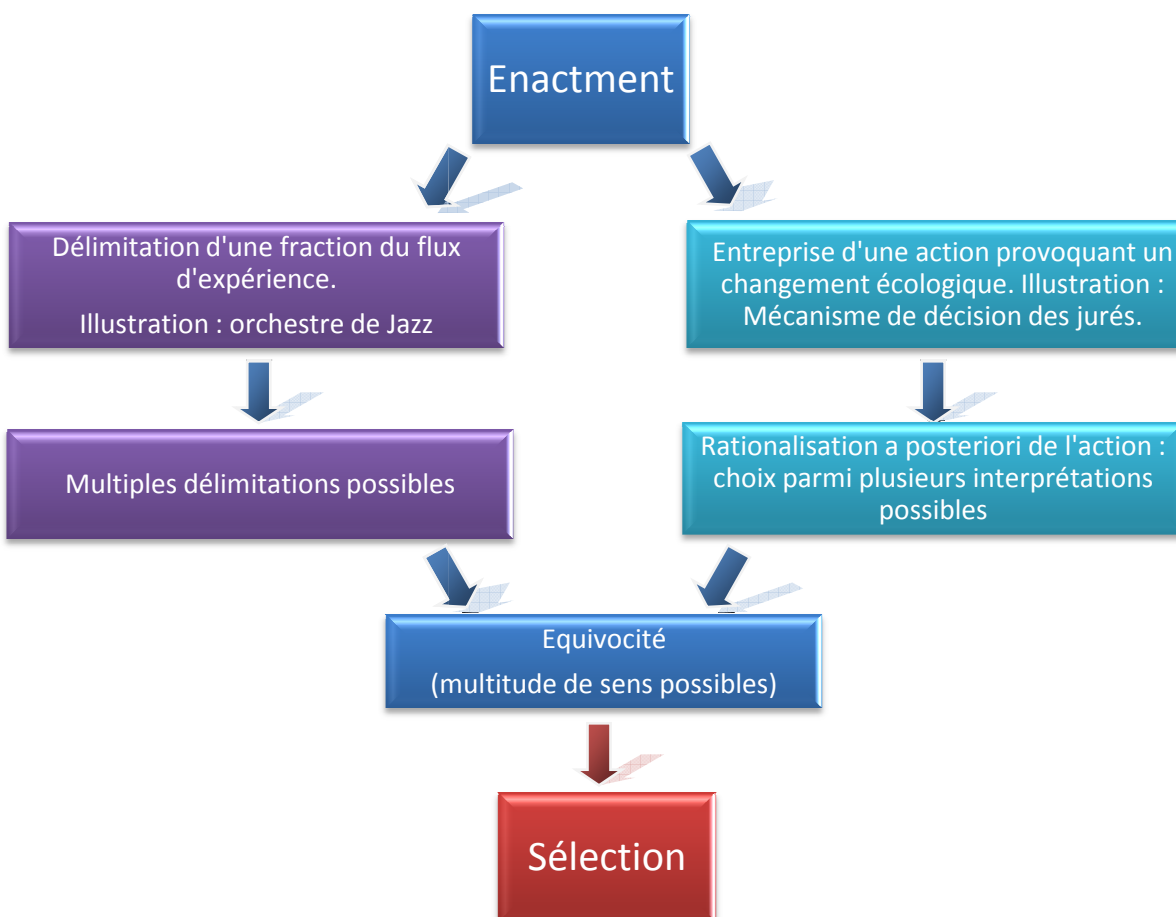 Enactment
Délimitation d'une fraction du flux
d'expérience.
Illustration : orchestre de Jazz
Entreprise d'une action provoquant un
changement écologique. Illustration :
Mécanisme de décision des jurés.
Multiples délimitations possibles
Rationalisation a posteriori de l'action :
choix parmi plusieurs interprétations
possibles
Equivocité
(multitude de sens possibles)
Sélection